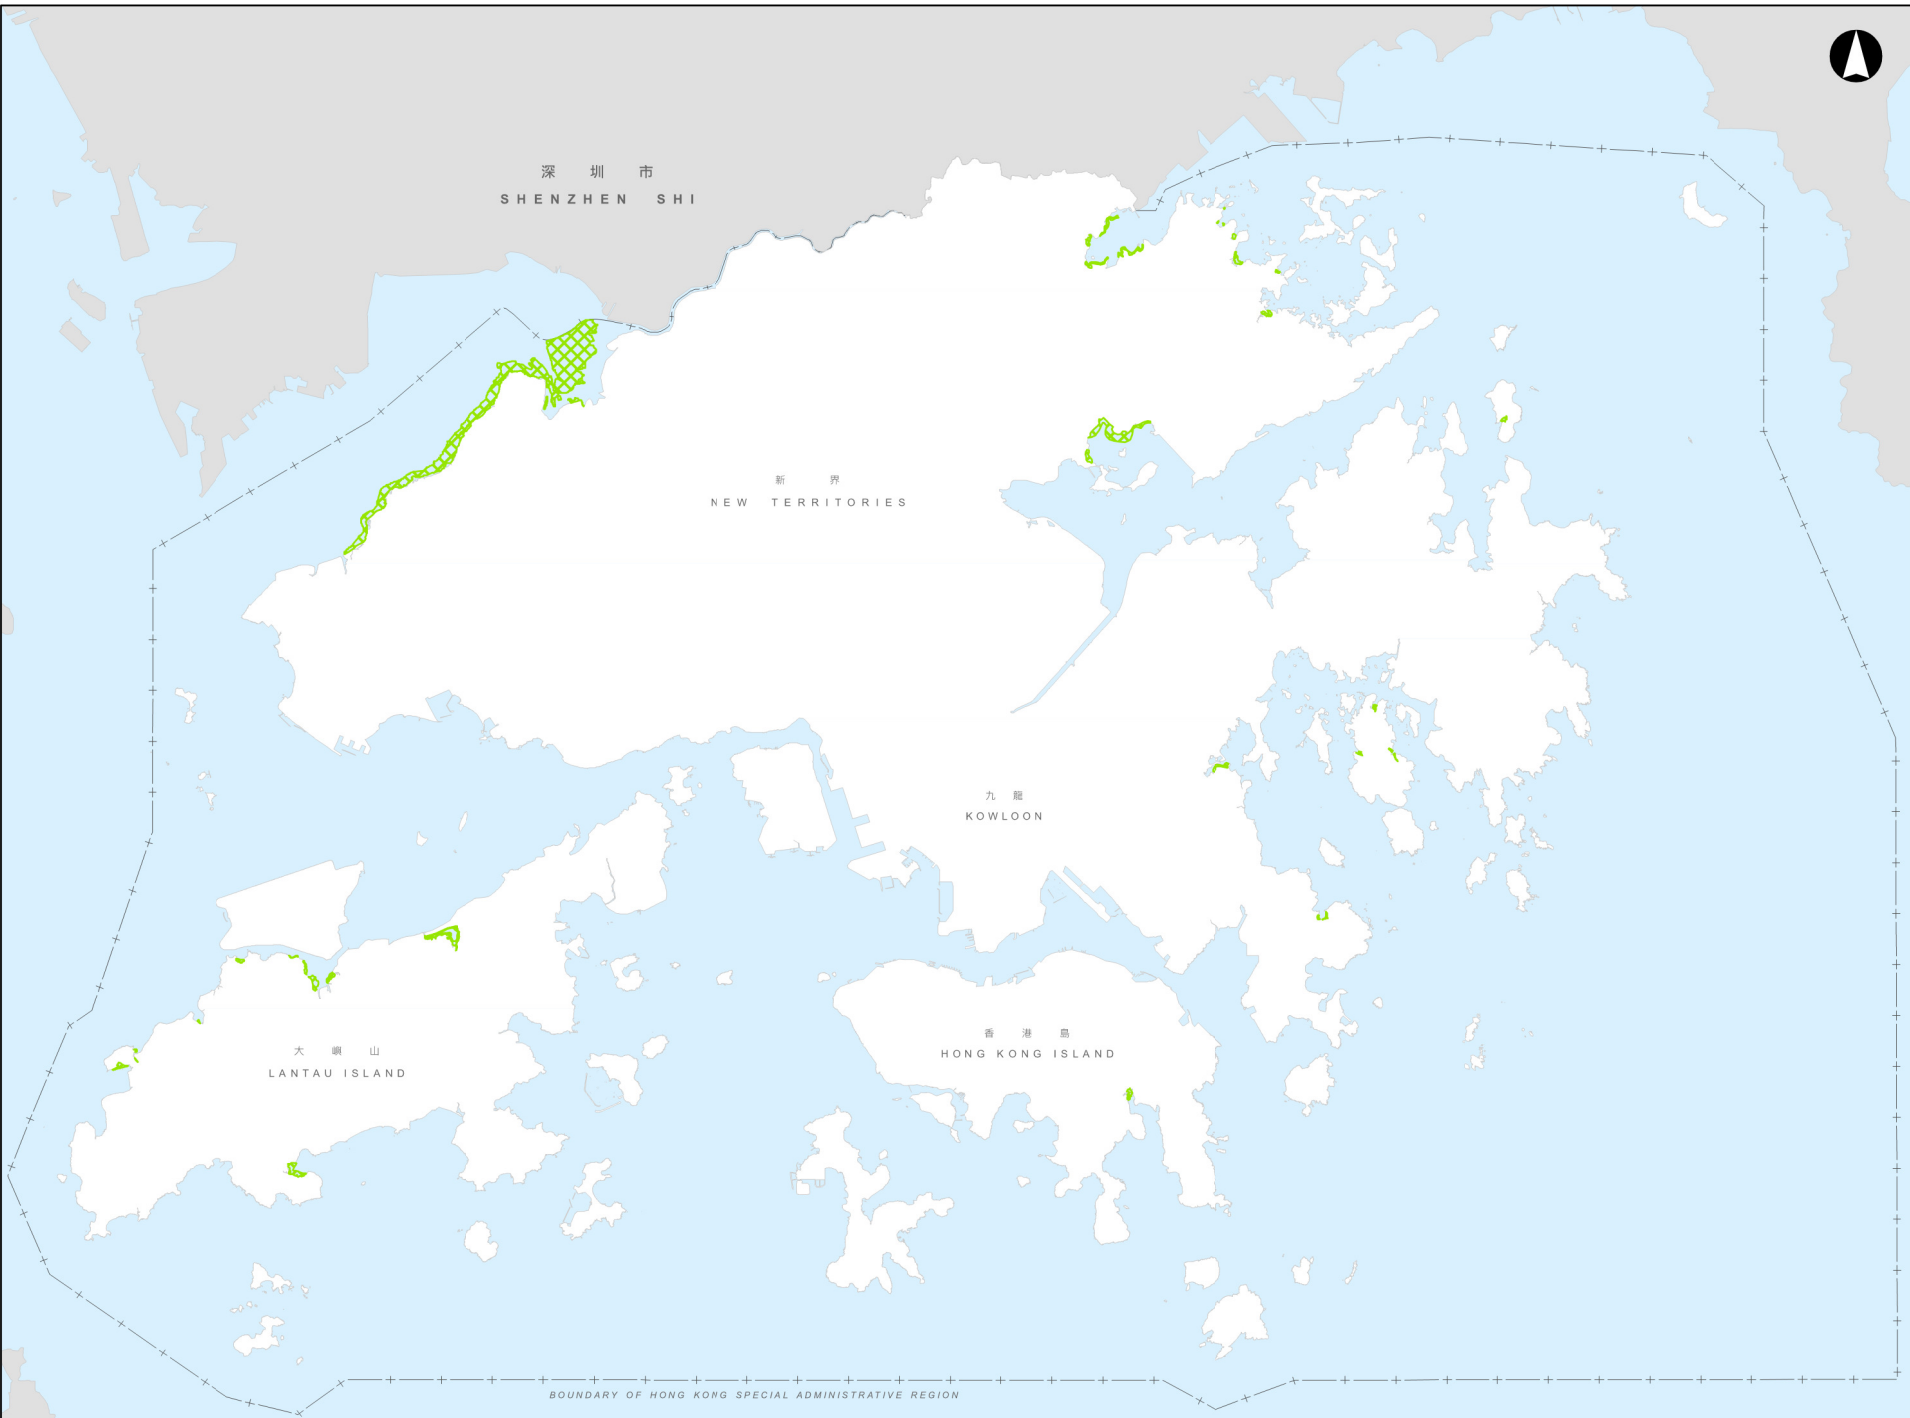 深 圳 市
SHENZHEN SHI
新 界
NEW TERRITORIES
九 龍
KOWLOON
香 港 島
HONG KONG ISLAND
大 嶼 山
LANTAU ISLAND
BOUNDARY OF HONG KONG SPECIAL ADMINISTRATIVE REGION